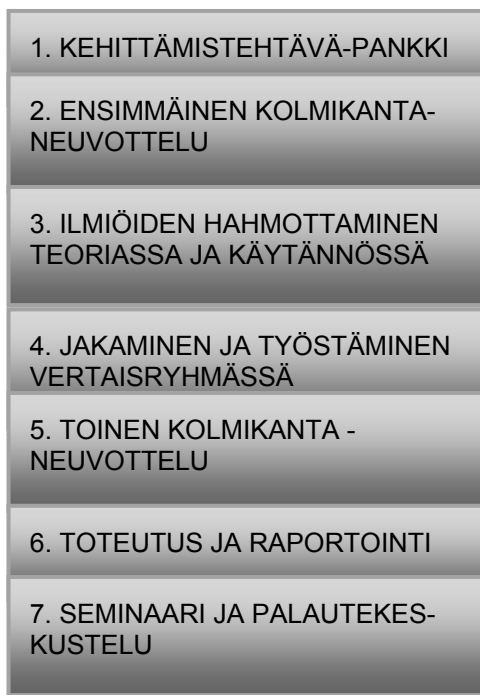 1. KEHITTÄMISTEHTÄVÄ-PANKKI
2. ENSIMMÄINEN KOLMIKANTA-
NEUVOTTELU
3. ILMIÖIDEN HAHMOTTAMINEN
TEORIASSA JA KÄYTÄNNÖSSÄ
4. JAKAMINEN JA TYÖSTÄMINEN
VERTAISRYHMÄSSÄ
5. TOINEN KOLMIKANTA -
NEUVOTTELU
6. TOTEUTUS JA RAPORTOINTI
7. SEMINAARI JA PALAUTEKES-
KUSTELU